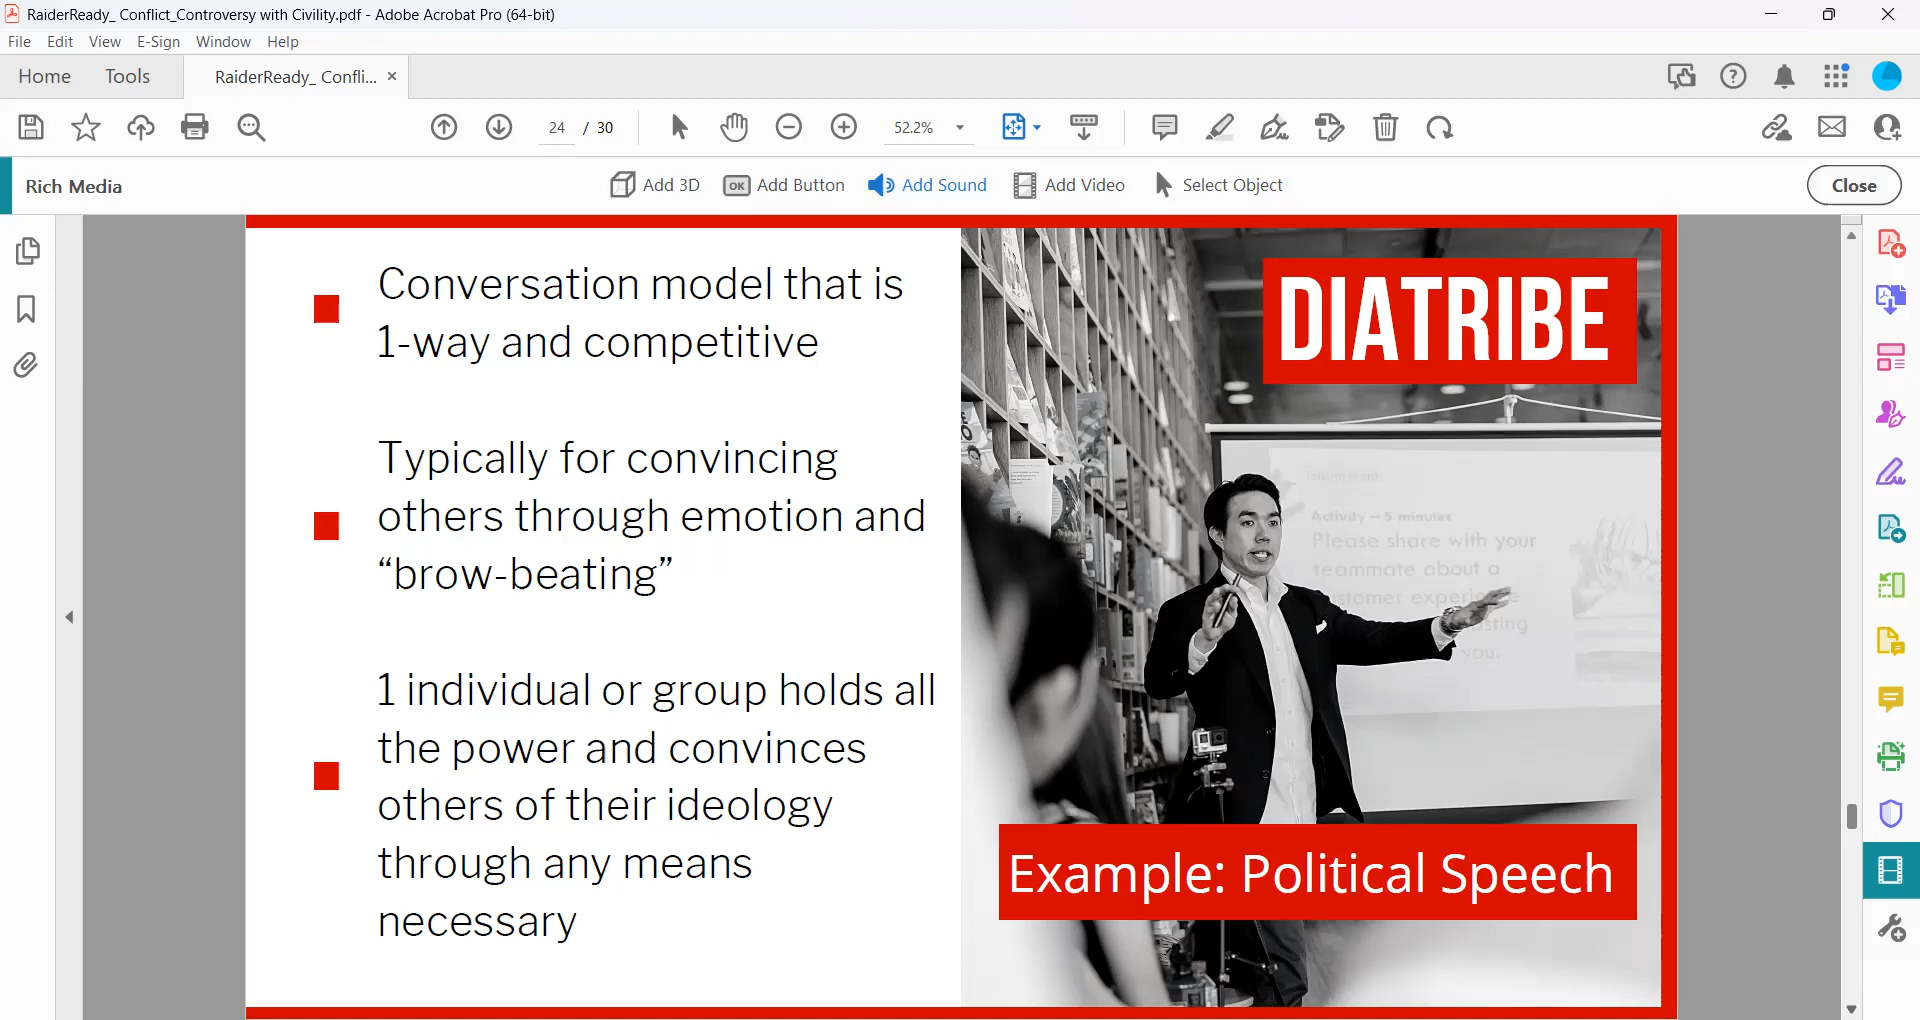 RaiderReady_ Conflict_Controversy with Civility.pdf - Adobe Acrobat Pro (64-bit)
File Edit View E-Sign Window Help
Home Tools RaiderReady_ Confli... ×
24 / 30 52.2%
Rich Media Add 3D OK Add Button Add Sound Add Video Select Object Close
Conversation model that is
1-way and competitive
Typically for convincing
others through emotion and
“brow-beating”
1 individual or group holds all
the power and convinces
others of their ideology
through any means
necessary
DIATRIBE
Activity – 5 minutes
Please share with your
teammate about a
you.
Example: Political Speech